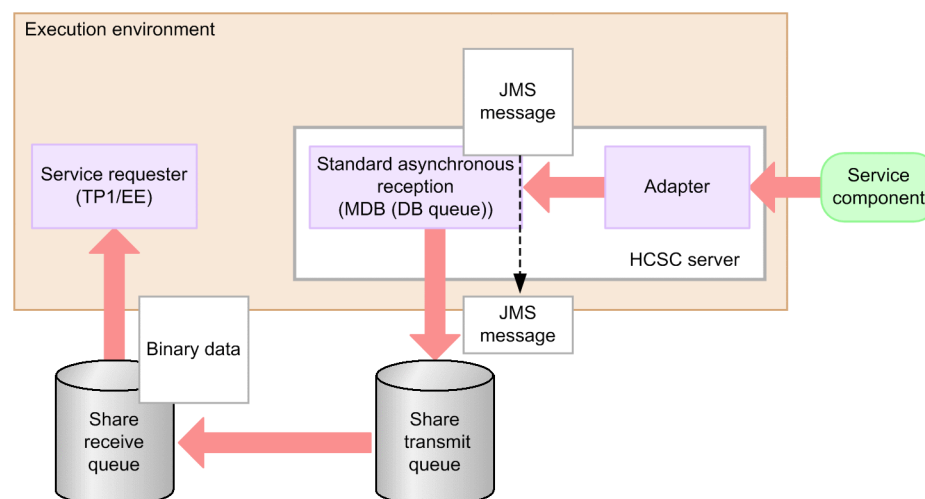 Execution environment
JMS
message
Service requester
(TP1/EE)
Standard asynchronous
reception
(MDB (DB queue))
Adapter
Service
component
HCSC server
JMS
message
Binary data
Share
receive
queue
Share
transmit
queue